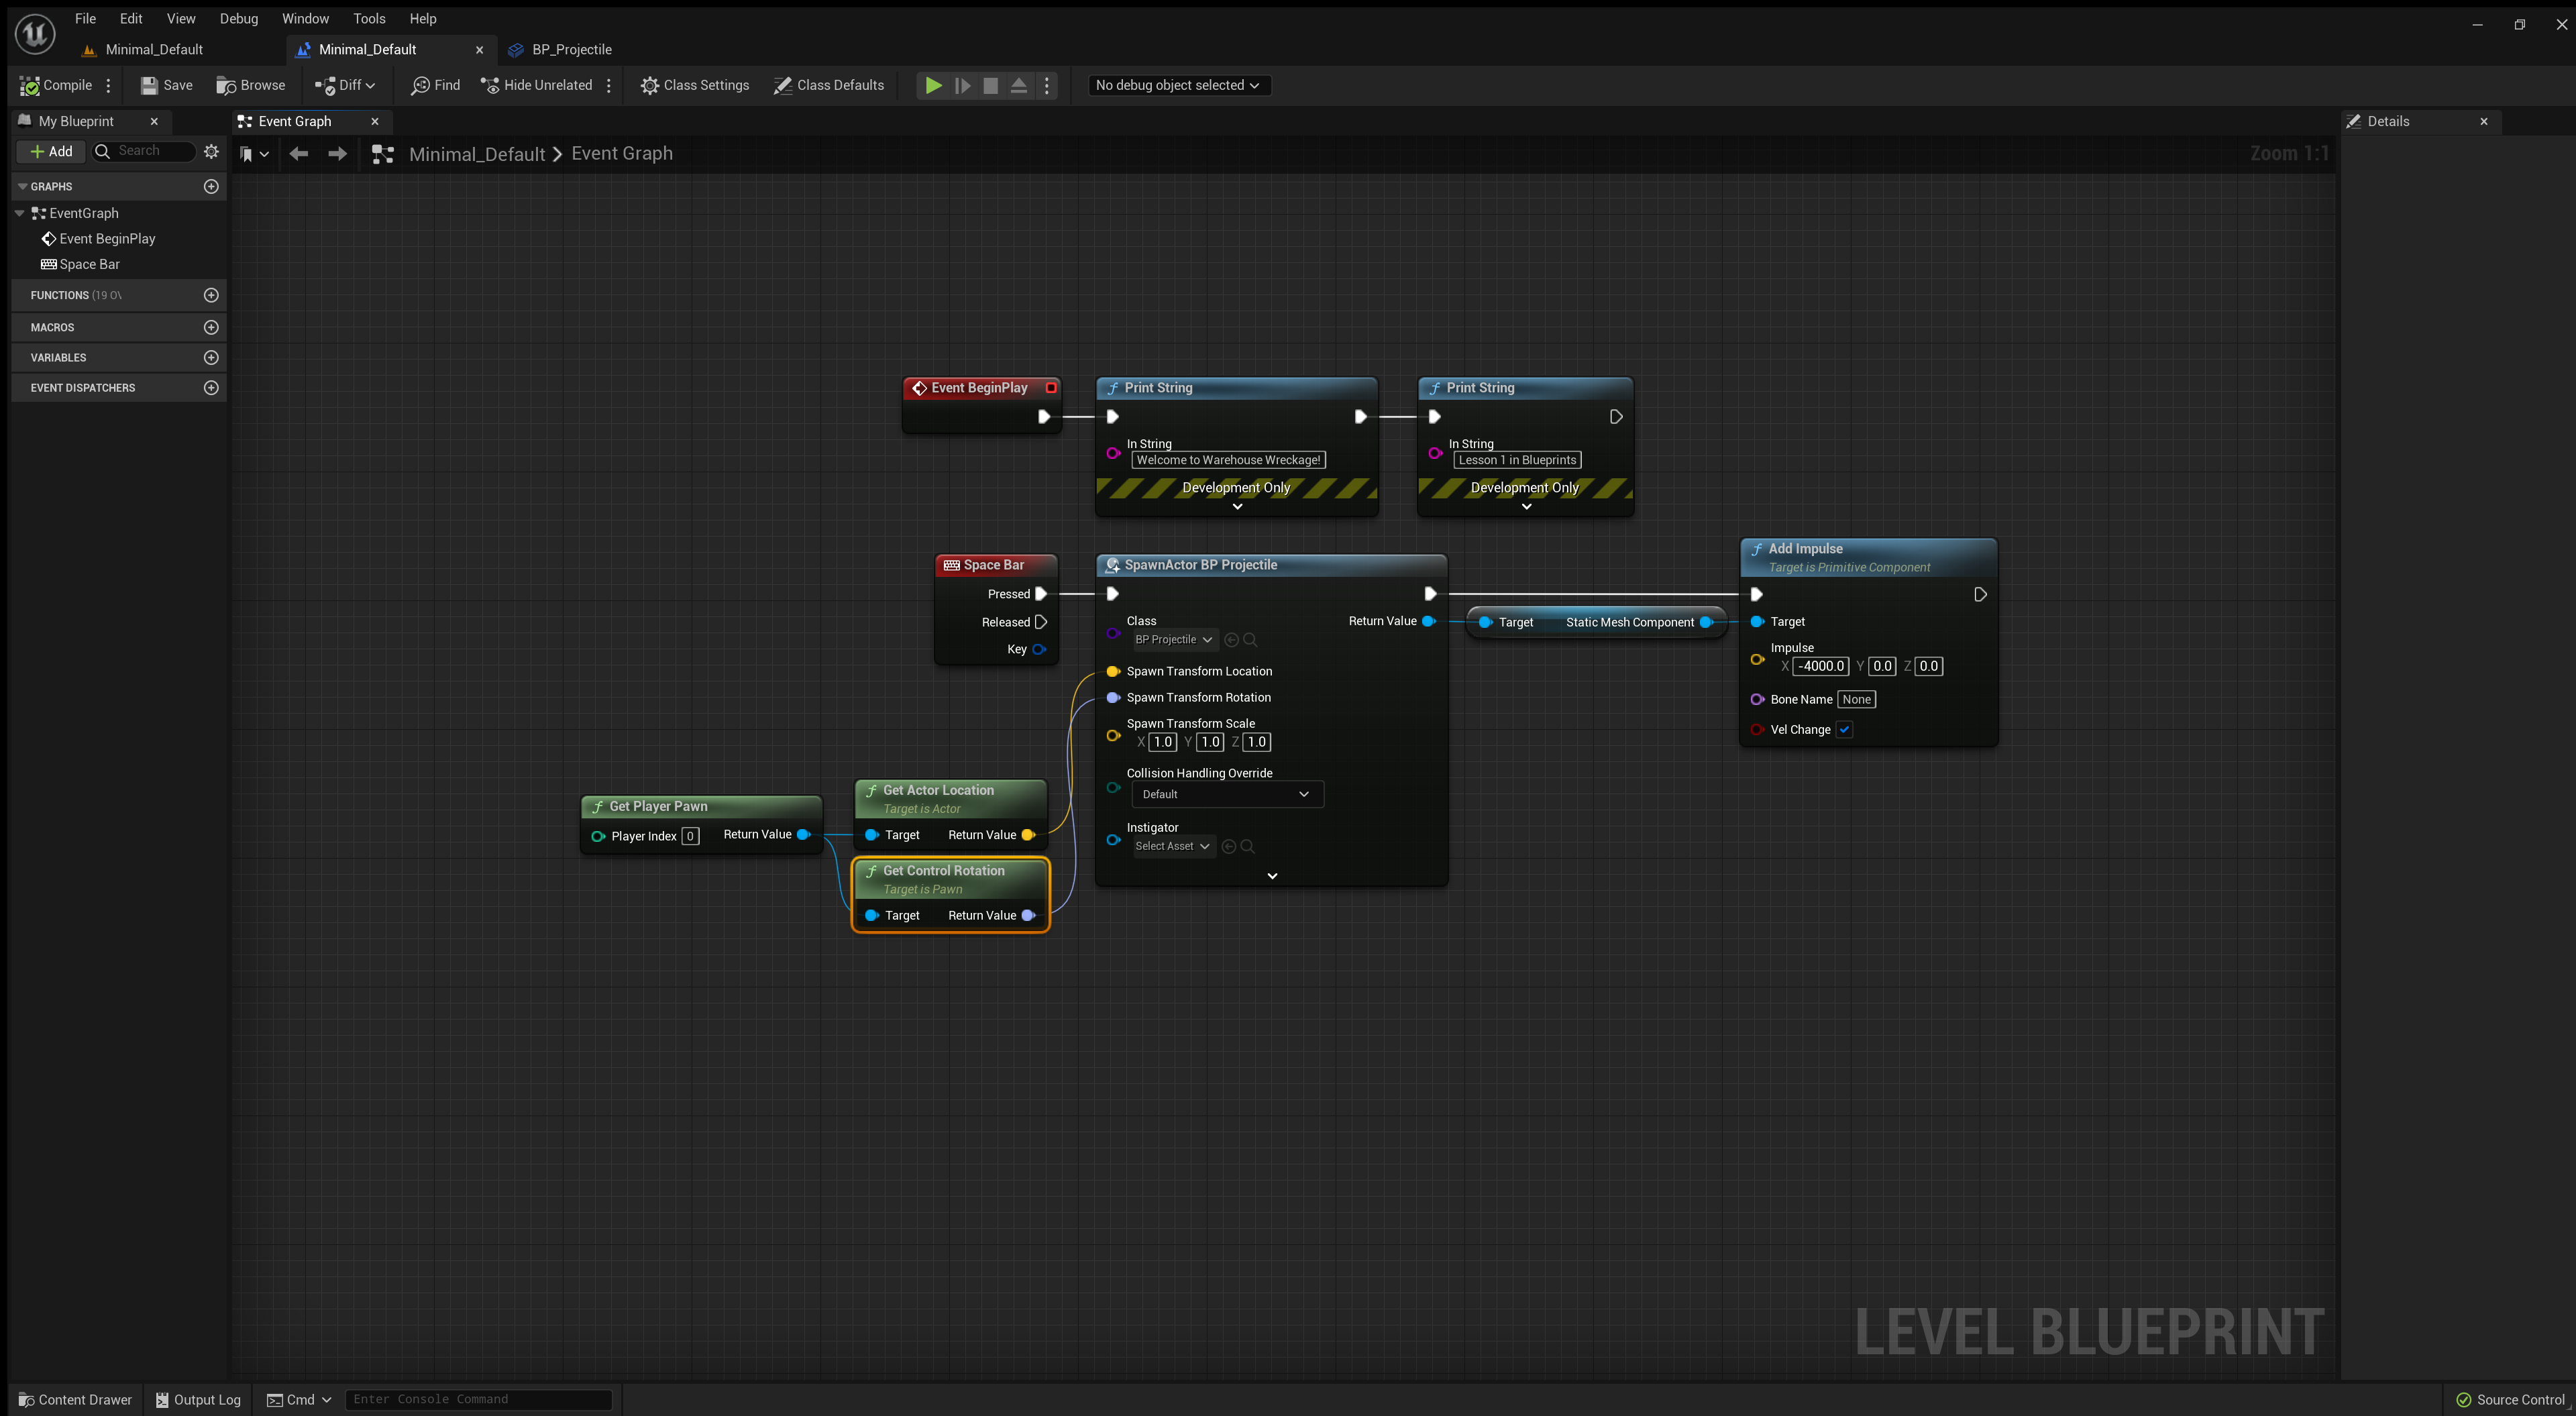 File Edit View Debug Window Tools Help
Minimal_Default Minimal_Default BP_Projectile
Compile Save Browse Diff Find Hide Unrelated Class Settings Class Defaults No debug object selected
My Blueprint Event Graph Details
Add Search Minimal_Default Event Graph Zoom 1:1
GRAPHS
EventGraph
Event BeginPlay
Space Bar
FUNCTIONS (19 OV
MACROS
VARIABLES
EVENT DISPATCHERS
Event BeginPlay
Print String
In String
Welcome to Warehouse Wreckage!
Development Only
Print String
In String
Lesson 1 in Blueprints
Development Only
Space Bar
Pressed
Released
Key
SpawnActor BP Projectile
Class Return Value
BP Projectile
Spawn Transform Location
Spawn Transform Rotation
Spawn Transform Scale
X 1.0 Y 1.0 Z 1.0
Collision Handling Override
Default
Instigator
Select Asset
Target Static Mesh Component
Add Impulse
Target is Primitive Component
Target
Impulse
X -4000.0 Y 0.0 Z 0.0
Bone Name None
Vel Change
Get Player Pawn
Player Index 0 Return Value
Get Actor Location
Target is Actor
Target Return Value
Get Control Rotation
Target is Pawn
Target Return Value
LEVEL BLUEPRINT
Content Drawer Output Log Cmd Enter Console Command Source Control